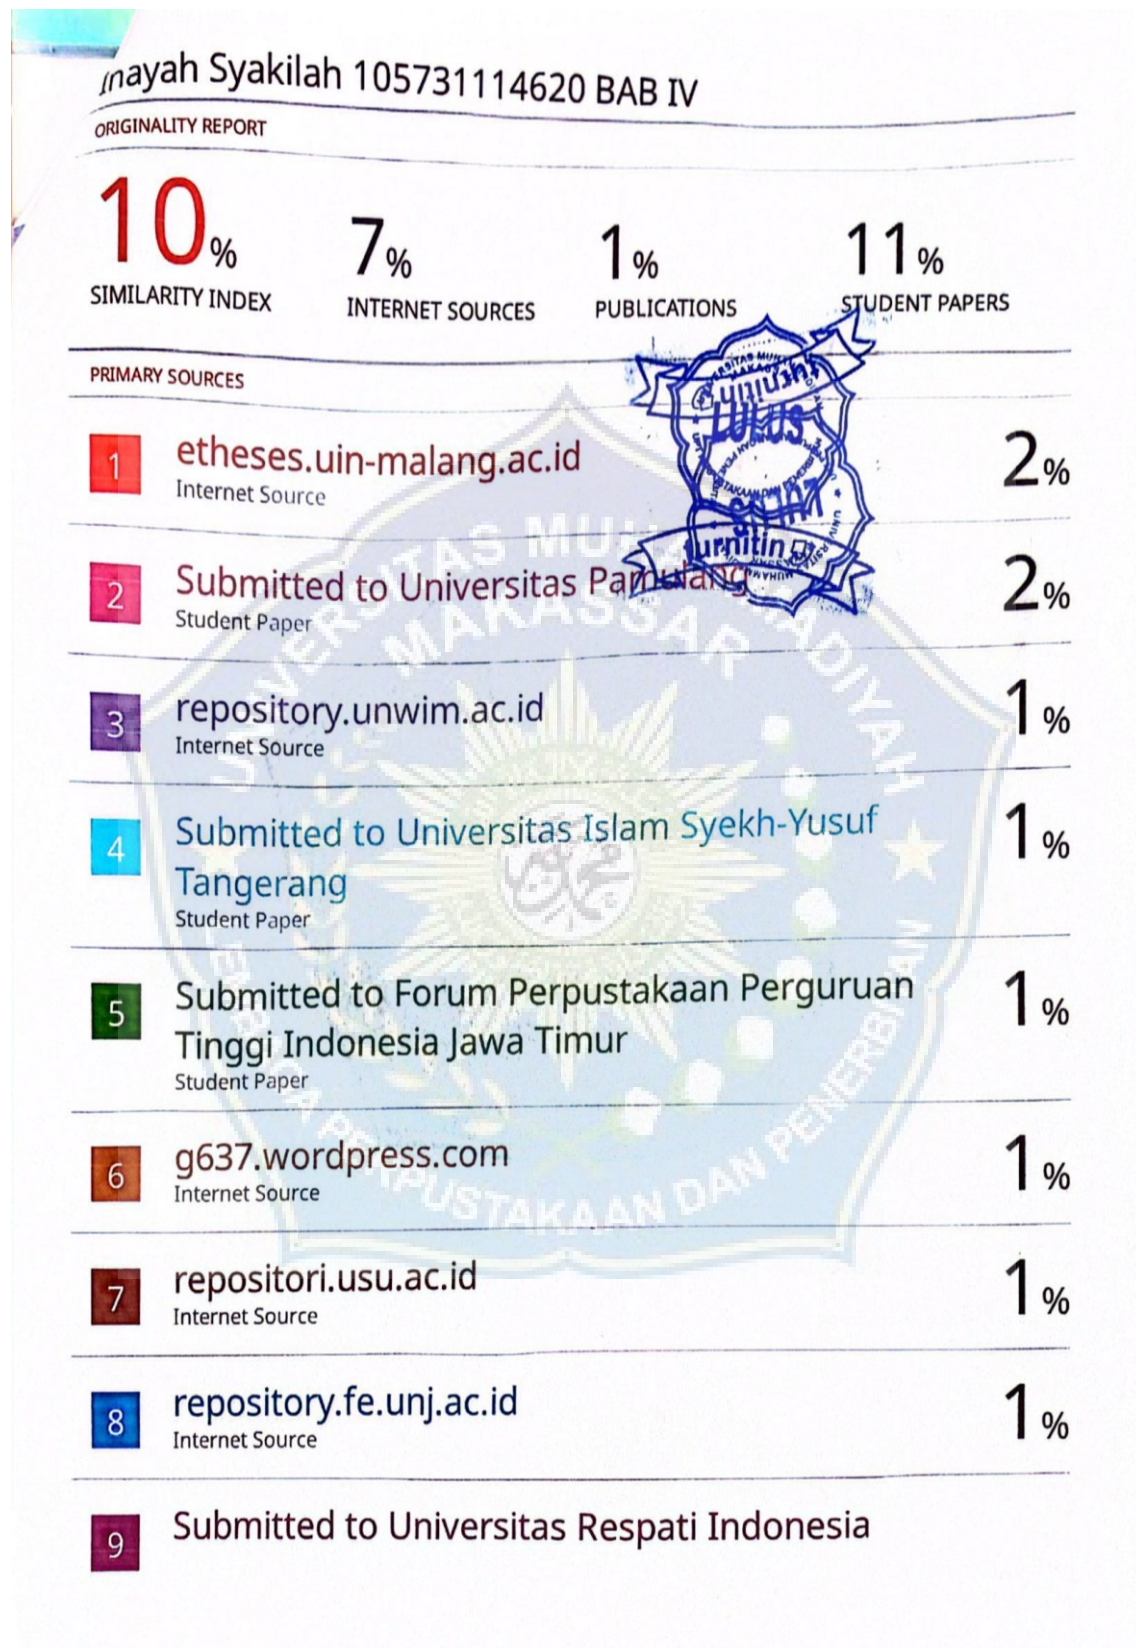 Inayah Syakilah 105731114620 BAB IV
ORIGINALITY REPORT
10%
SIMILARITY INDEX
7%
INTERNET SOURCES
1%
PUBLICATIONS
11%
STUDENT PAPERS
PRIMARY SOURCES
1
etheses.uin-malang.ac.id
Internet Source
2%
2
Submitted to Universitas Pamulang
Student Paper
2%
3
repository.unwim.ac.id
Internet Source
1%
4
Submitted to Universitas Islam Syekh-Yusuf
Tangerang
Student Paper
1%
5
Submitted to Forum Perpustakaan Perguruan
Tinggi Indonesia Jawa Timur
Student Paper
1%
6
g637.wordpress.com
Internet Source
1%
7
repositori.usu.ac.id
Internet Source
1%
8
repository.fe.unj.ac.id
Internet Source
1%
9
Submitted to Universitas Respati Indonesia
LULUS
turnitin
MAKASSAR
PERPUSTAKAAN DAN PENERBITAN